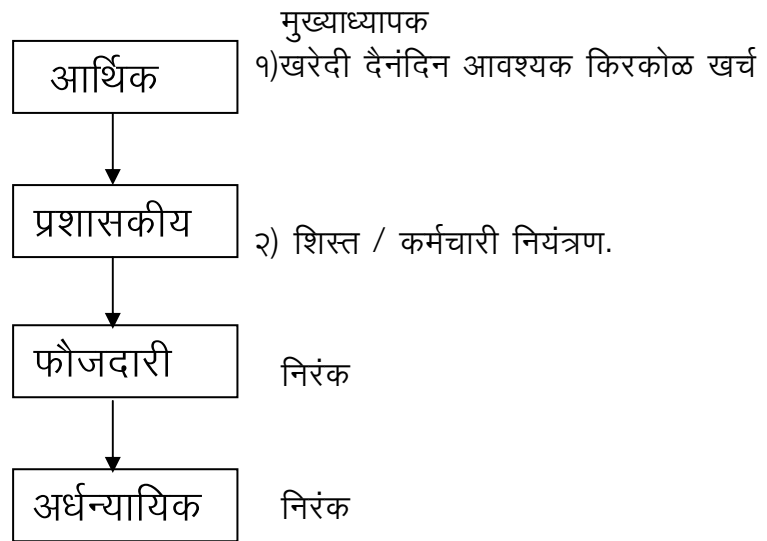 मुख्याध्यापक
आर्थिक
१)खरेदी दैनंदिन आवश्यक किरकोळ खर्च
प्रशासकीय
२) शिस्त / कर्मचारी नियंत्रण.
फौजदारी
निरंक
अर्धन्यायिक
निरंक